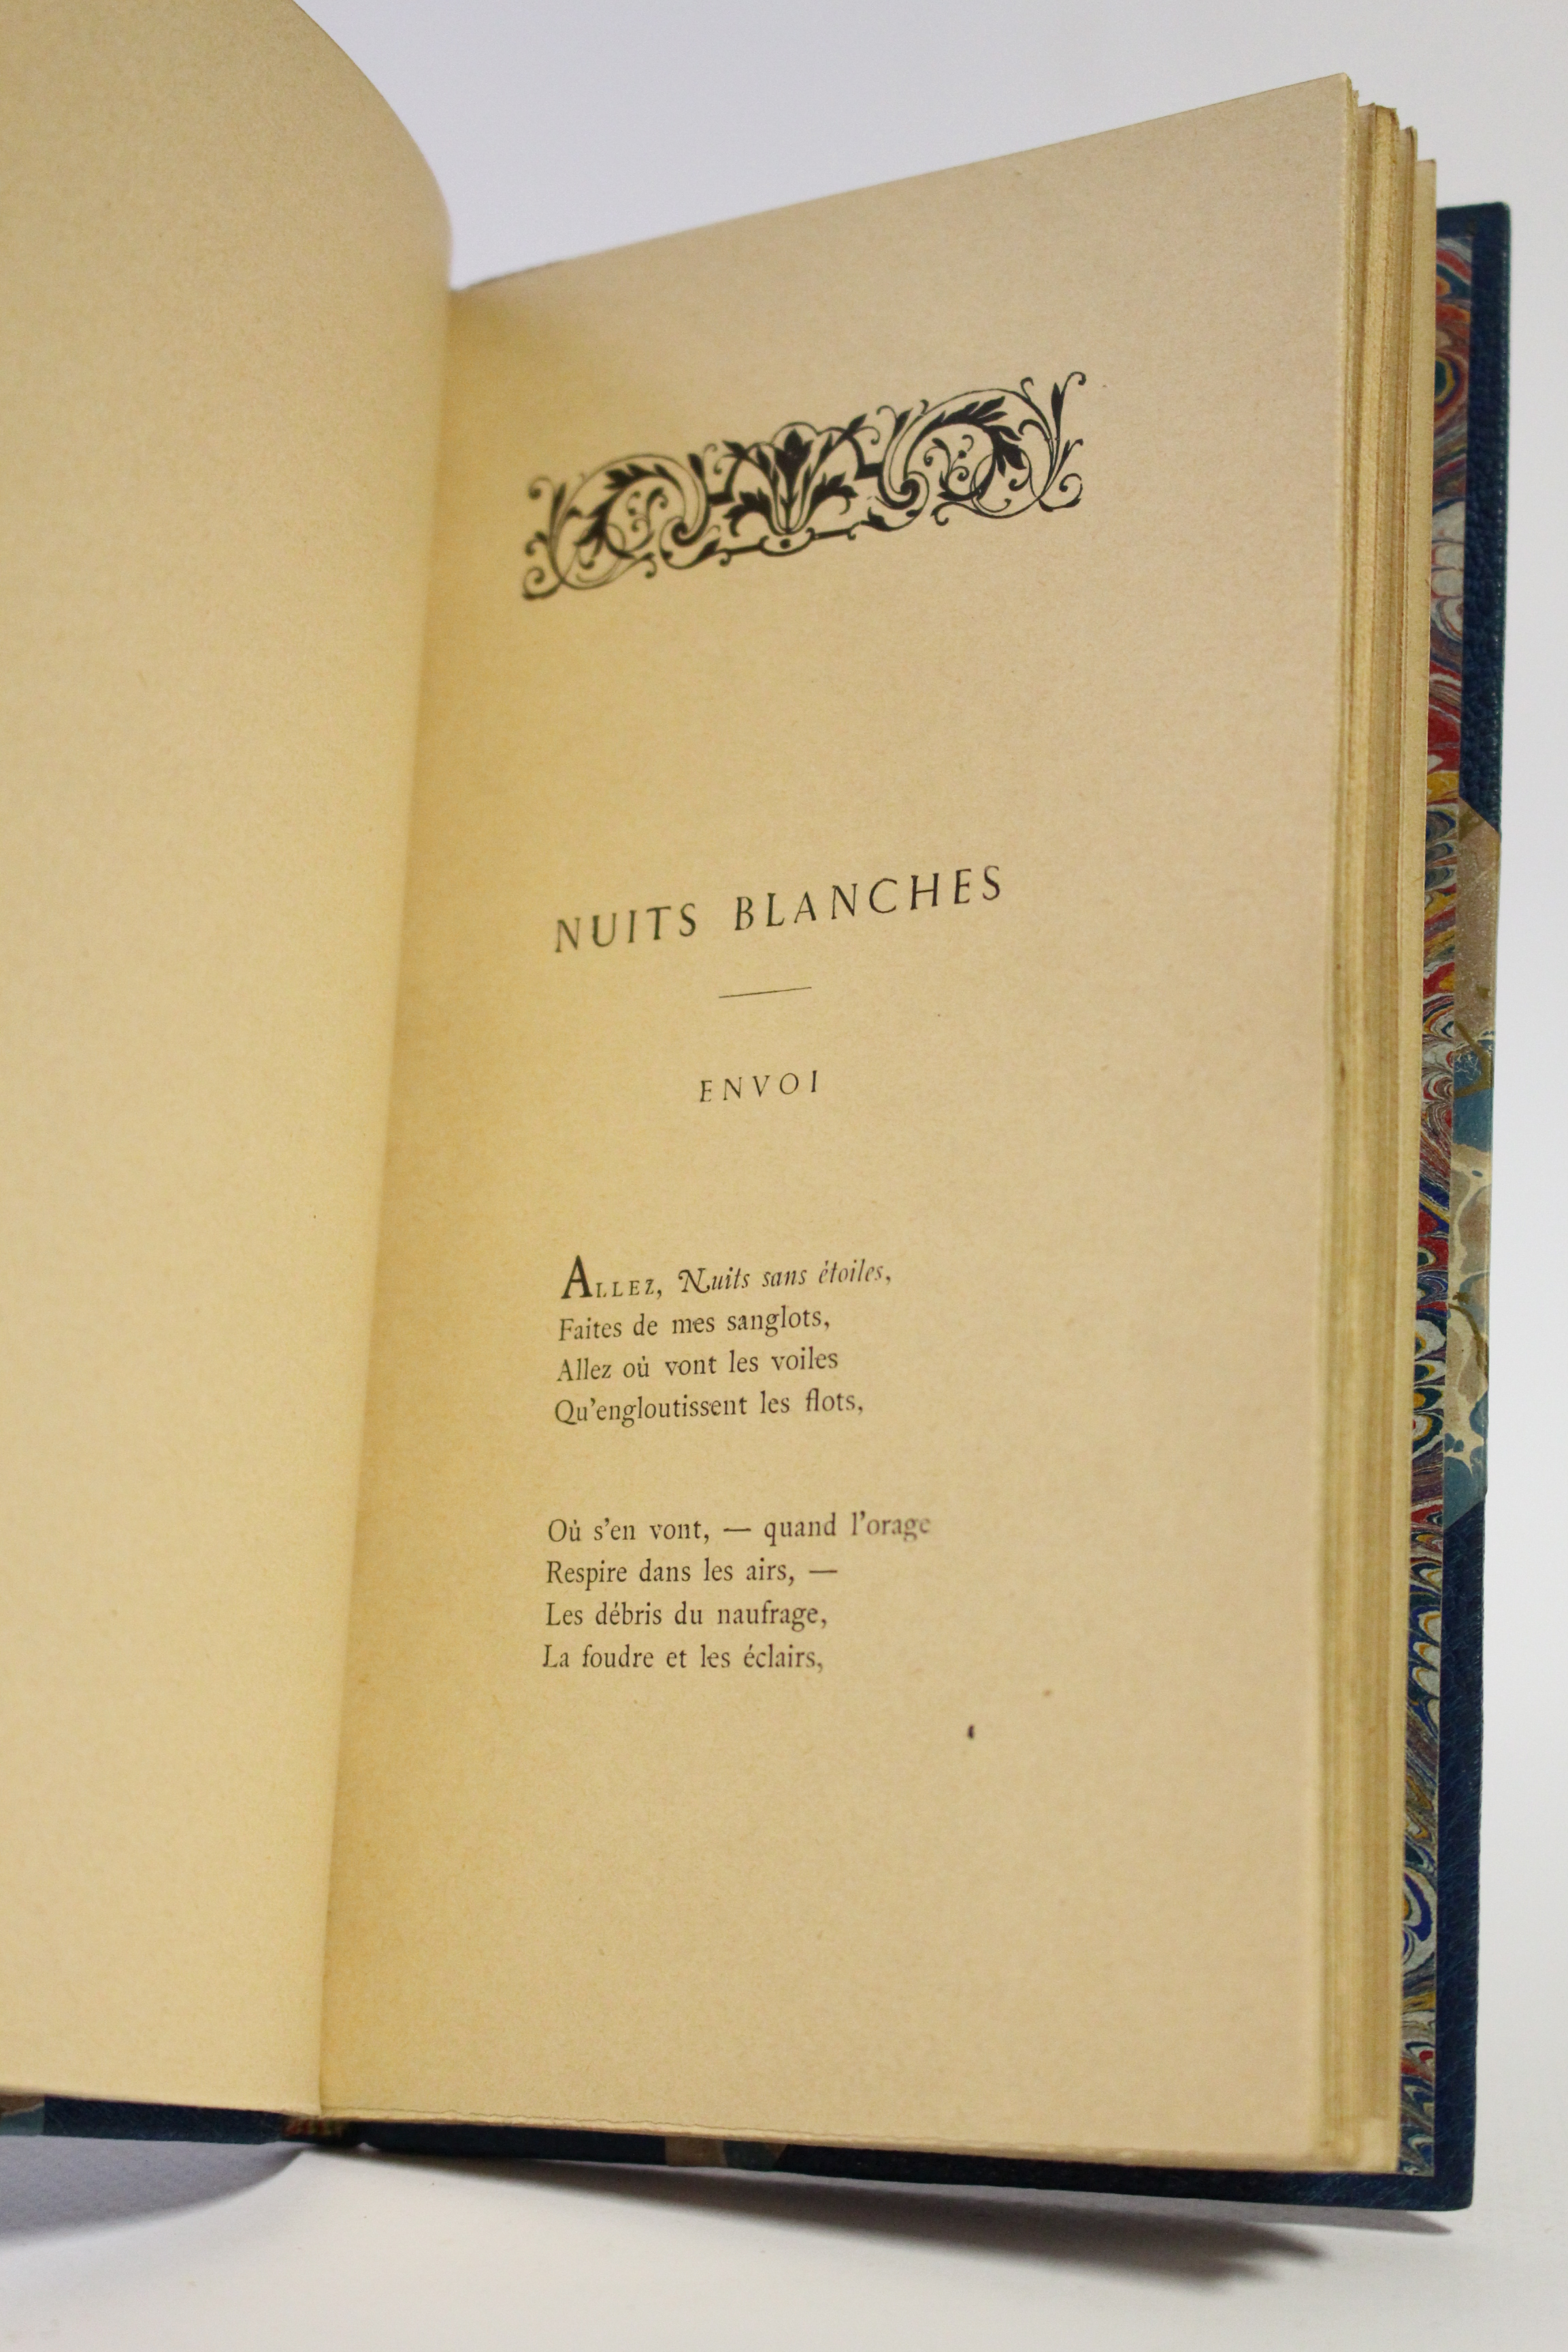 NUITS BLANCHES
ENVOI
ALLEZ, Nuits sans étoiles,
Faites de mes sanglots,
Allez où vont les voiles
Qu'engloutissent les flots,
Où s'en vont, — quand l'orage
Respire dans les airs, —
Les débris du naufrage,
La foudre et les éclairs,